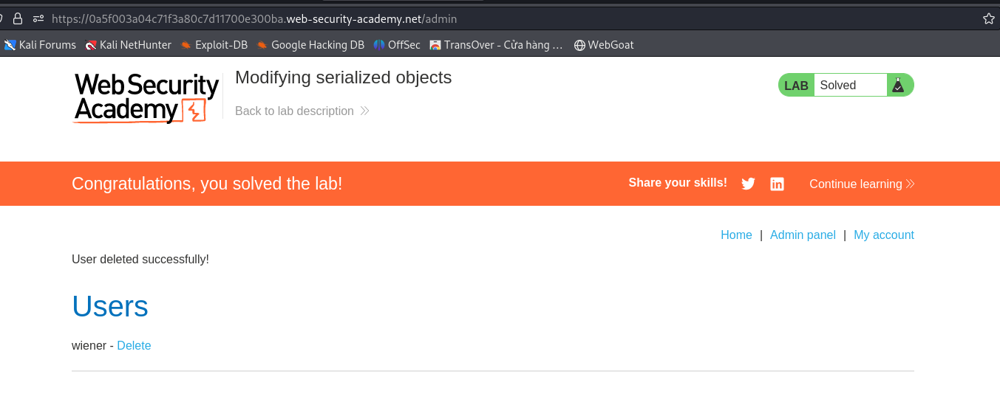 https://0a5f003a04c71f3a80c7d11700e300ba.web-security-academy.net/admin
Kali Forums Kali NetHunter Exploit-DB Google Hacking DB OffSec TransOver - Cửa hàng ... WebGoat
Web Security Academy
Modifying serialized objects
Back to lab description
LAB Solved
Congratulations, you solved the lab!
Share your skills! Continue learning
Home | Admin panel | My account
User deleted successfully!
Users
wiener - Delete